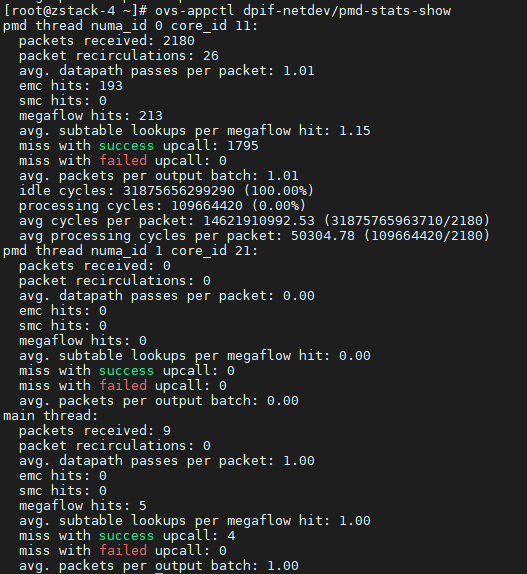 [root@zstack-4 ~]# ovs-appctl dpif-netdev/pmd-stats-show
pmd thread numa_id 0 core_id 11:
packets received: 2180
packet recirculations: 26
avg. datapath passes per packet: 1.01
emc hits: 193
smc hits: 0
megaflow hits: 213
avg. subtable lookups per megaflow hit: 1.15
miss with success upcall: 1795
miss with failed upcall: 0
avg. packets per output batch: 1.01
idle cycles: 31875656299290 (100.00%)
processing cycles: 109664420 (0.00%)
avg cycles per packet: 14621910992.53 (31875765963710/2180)
avg processing cycles per packet: 50304.78 (109664420/2180)
pmd thread numa_id 1 core_id 21:
packets received: 0
packet recirculations: 0
avg. datapath passes per packet: 0.00
emc hits: 0
smc hits: 0
megaflow hits: 0
avg. subtable lookups per megaflow hit: 0.00
miss with success upcall: 0
miss with failed upcall: 0
avg. packets per output batch: 0.00
main thread:
packets received: 9
packet recirculations: 0
avg. datapath passes per packet: 1.00
emc hits: 0
smc hits: 0
megaflow hits: 5
avg. subtable lookups per megaflow hit: 1.00
miss with success upcall: 4
miss with failed upcall: 0
avg. packets per output batch: 1.00